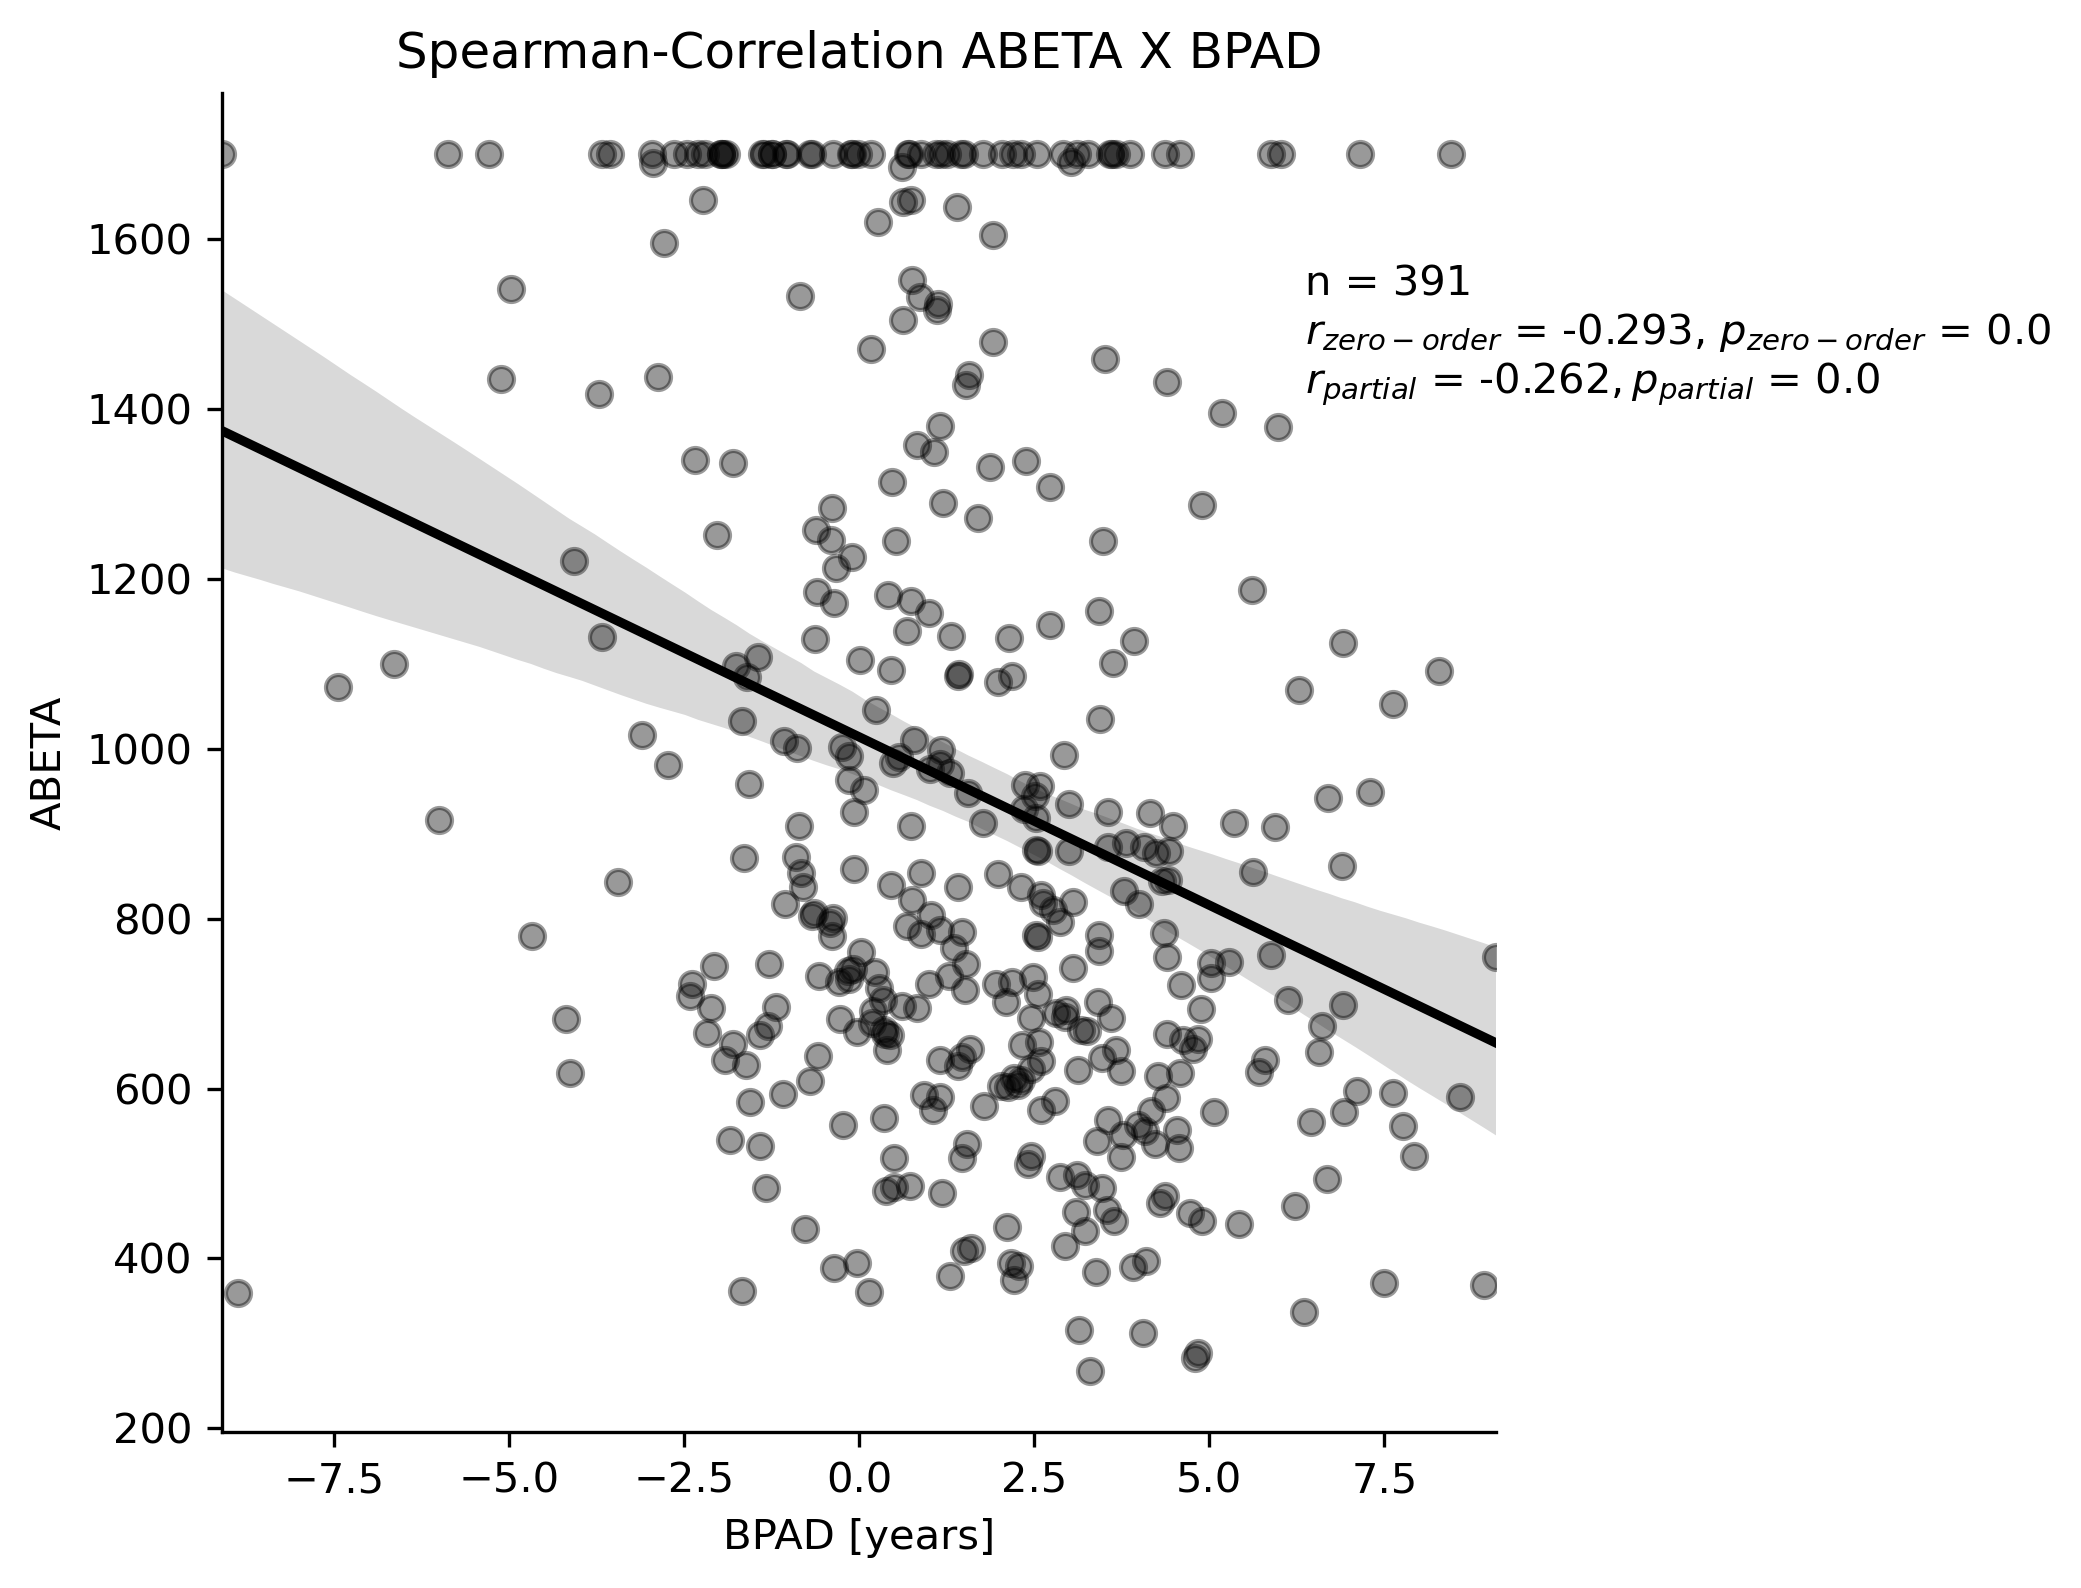 Spearman-Correlation ABETA X BPAD
n = 391
r_zero−order = -0.293, p_zero−order = 0.0
r_partial = -0.262, p_partial = 0.0
ABETA
1600
1400
1200
1000
800
600
400
200
−7.5 −5.0 −2.5 0.0 2.5 5.0 7.5
BPAD [years]